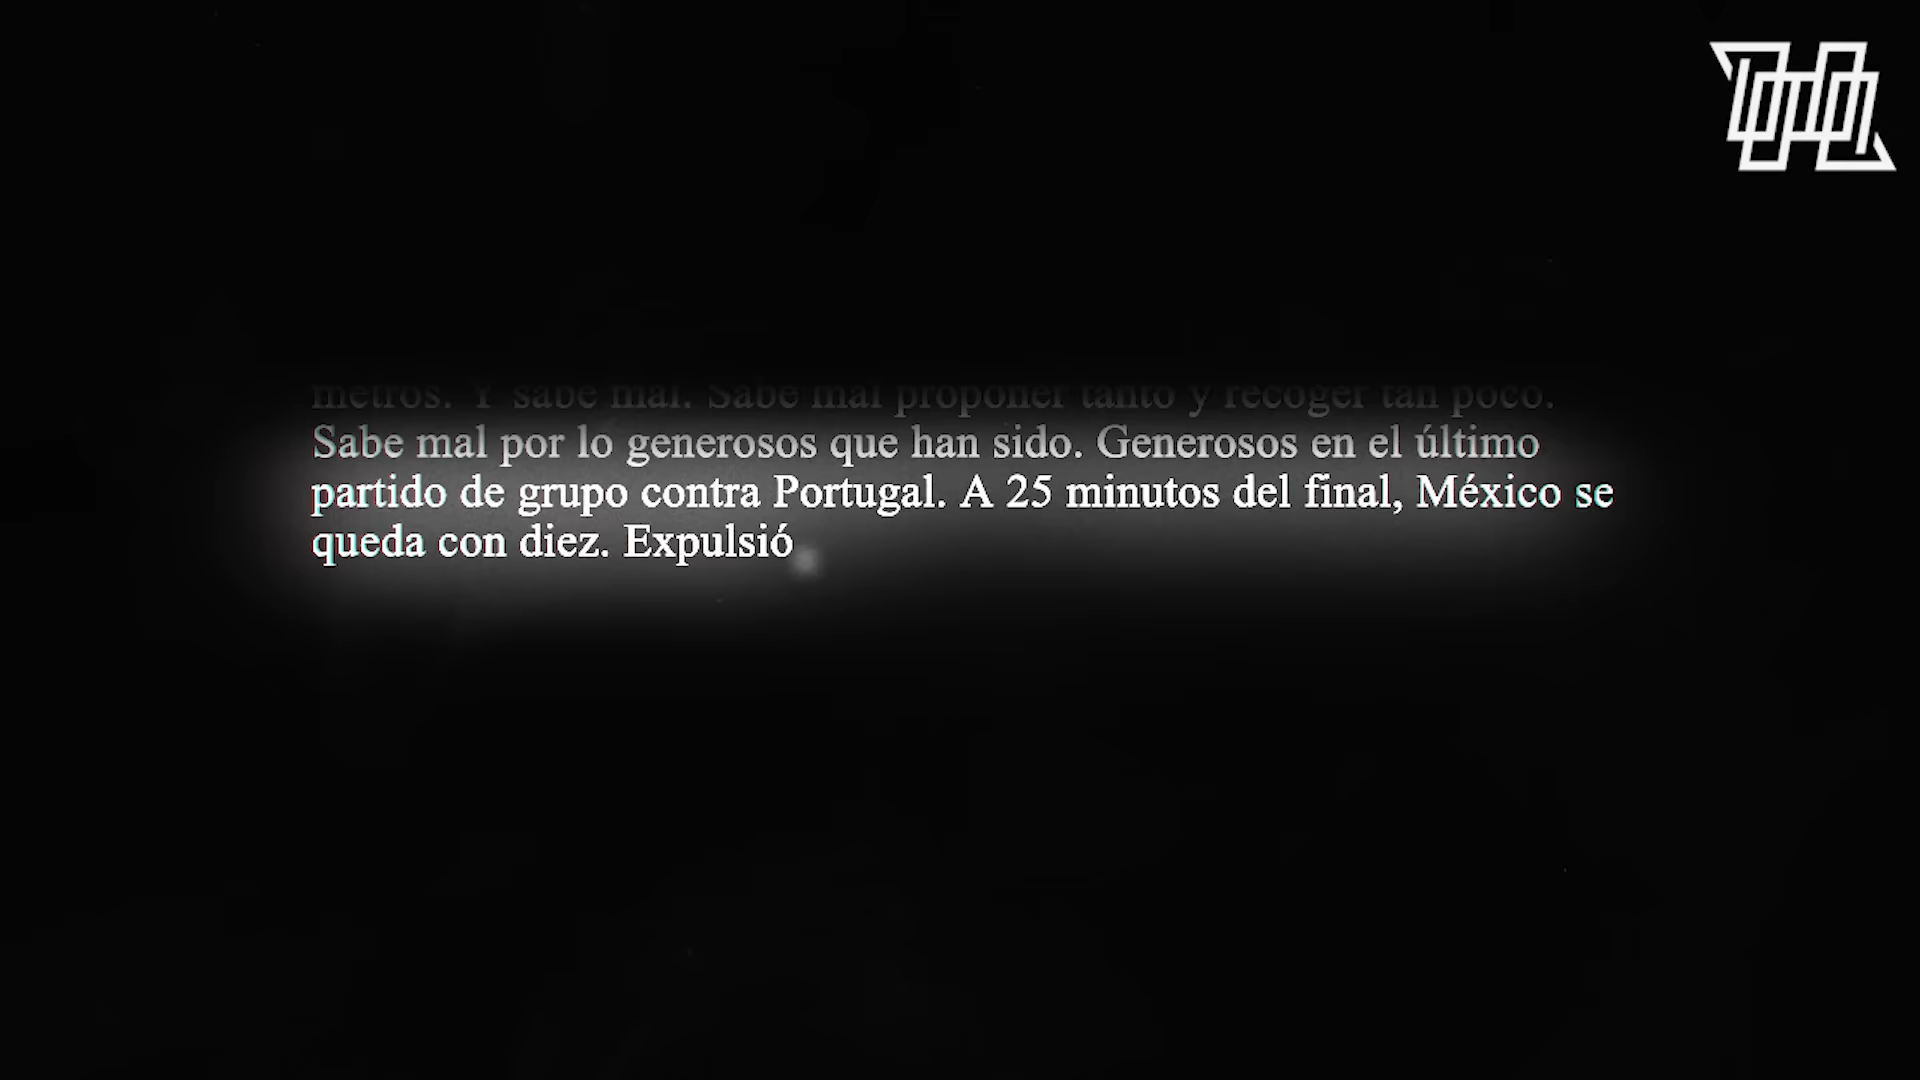 metros. Y sabe mal. Sabe mal proponer tanto y recoger tan poco.
Sabe mal por lo generosos que han sido. Generosos en el último
partido de grupo contra Portugal. A 25 minutos del final, México se
queda con diez. Expulsió